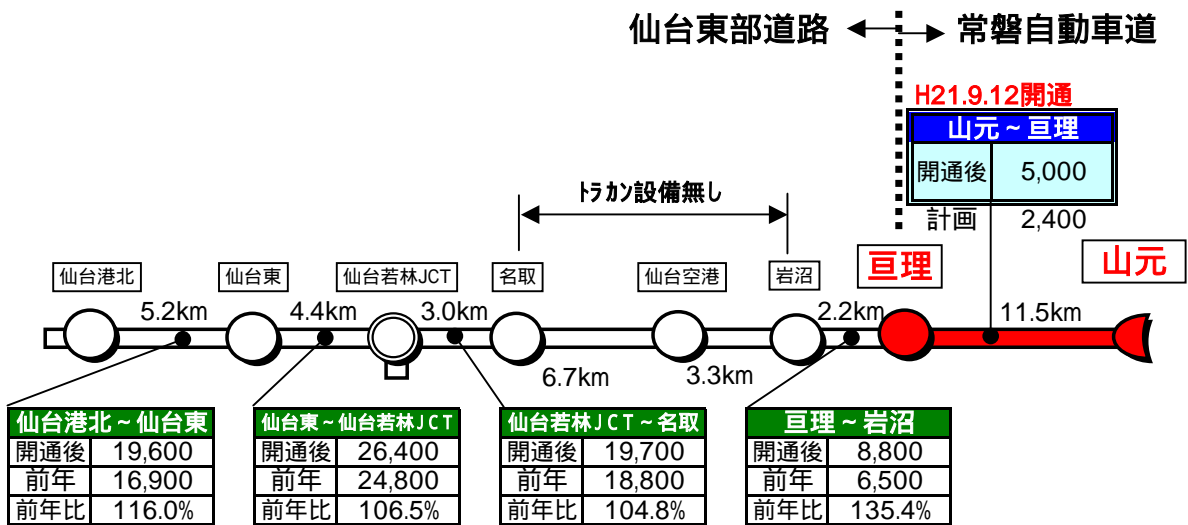 仙台東部道路 常磐自動車道
H21.9.12開通
山元~亘理
開通後 5,000
計画 2,400
トラカン設備無し
仙台港北 仙台東 仙台若林JCT 名取 仙台空港 岩沼 亘理 山元
5.2km 4.4km 3.0km 2.2km 11.5km
6.7km 3.3km
仙台港北~仙台東
開通後 19,600
前年 16,900
前年比 116.0%
仙台東~仙台若林JCT
開通後 26,400
前年 24,800
前年比 106.5%
仙台若林JCT~名取
開通後 19,700
前年 18,800
前年比 104.8%
亘理~岩沼
開通後 8,800
前年 6,500
前年比 135.4%